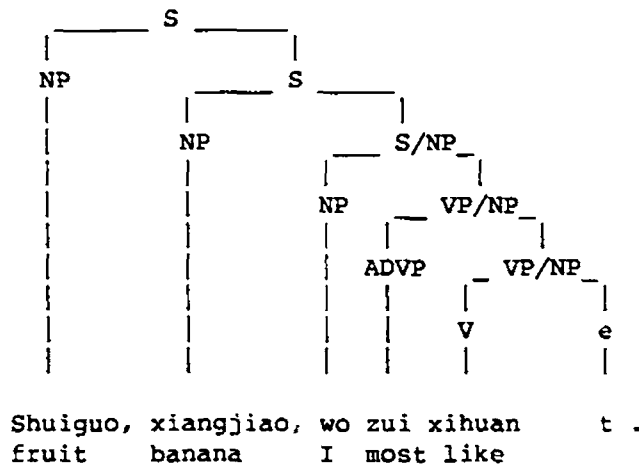 S
NP S
NP S/NP
NP VP/NP
ADVP VP/NP
V e
Shuiguo, xiangjiao, wo zui xihuan t .
fruit banana I most like